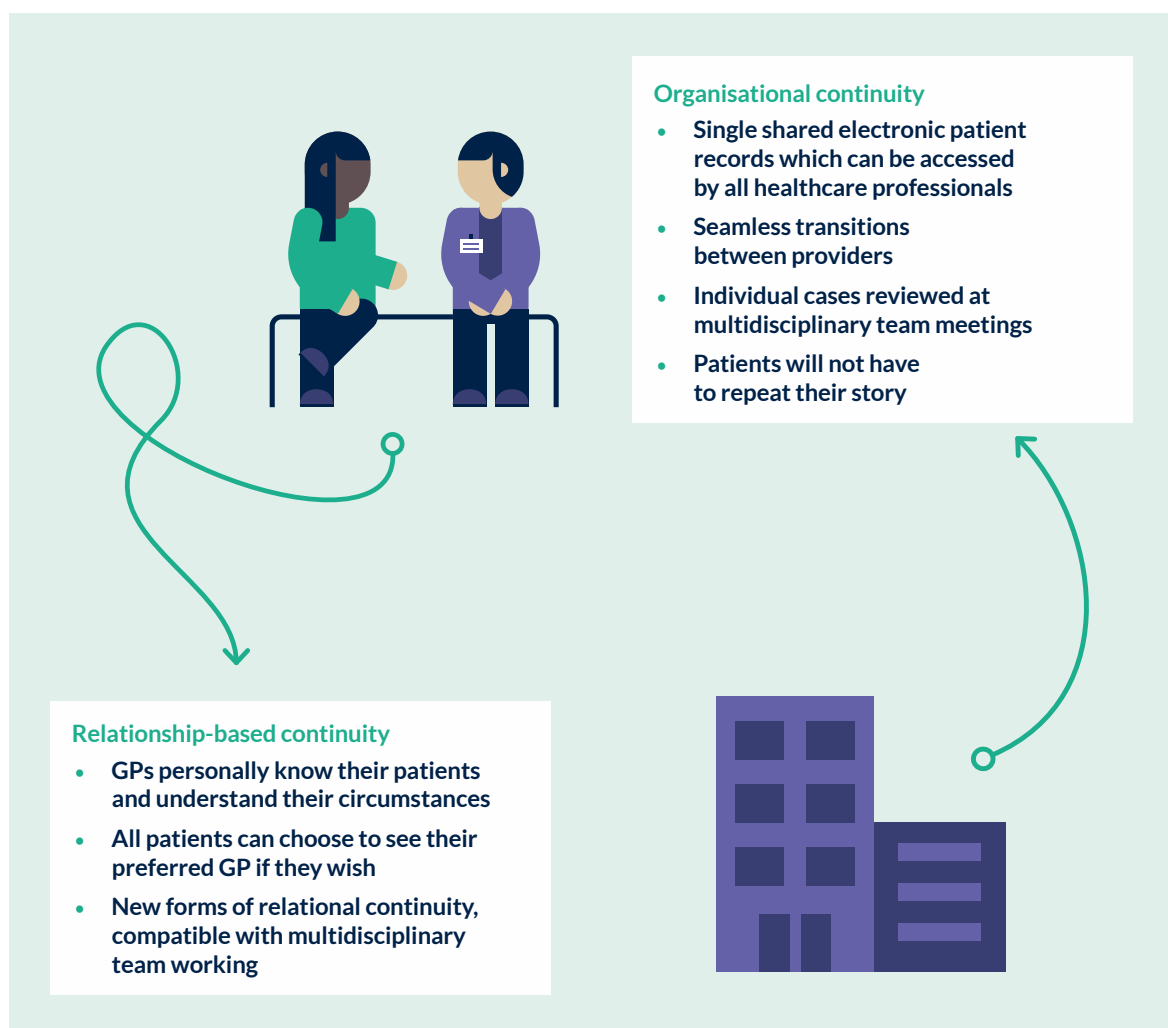 Organisational continuity
• Single shared electronic patient
records which can be accessed
by all healthcare professionals
• Seamless transitions
between providers
• Individual cases reviewed at
multidisciplinary team meetings
• Patients will not have
to repeat their story
Relationship-based continuity
• GPs personally know their patients
and understand their circumstances
• All patients can choose to see their
preferred GP if they wish
• New forms of relational continuity,
compatible with multidisciplinary
team working